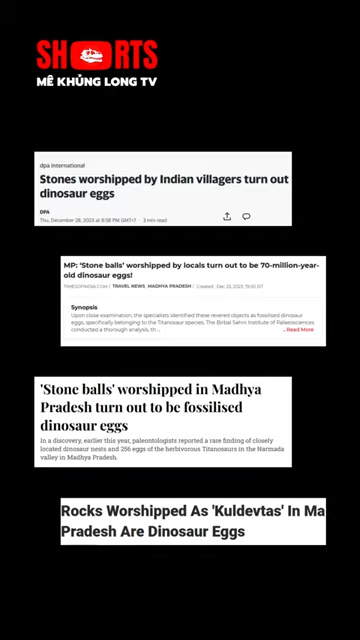 SHORTS
MÊ KHỦNG LONG TV
dpa international
Stones worshipped by Indian villagers turn out
dinosaur eggs
DPA
Thu, December 28, 2023 at 8:58 PM GMT+7 · 3 min read
MP: 'Stone balls' worshipped by locals turn out to be 70-million-year-
old dinosaur eggs!
TIMESOFINDIA.COM / TRAVEL NEWS, MADHYA PRADESH / Created : Dec 23, 2023, 19:00 IST
Synopsis
Upon close examination, the specialists identified these revered objects as fossilised dinosaur
eggs, specifically belonging to the Titanosaurus species. The Birbal Sahni Institute of Palaeosciences
conducted a thorough analysis, th ... Read More
'Stone balls' worshipped in Madhya
Pradesh turn out to be fossilised
dinosaur eggs
In a discovery, earlier this year, paleontologists reported a rare finding of closely
located dinosaur nests and 256 eggs of the herbivorous Titanosaurs in the Narmada
valley in Madhya Pradesh.
Rocks Worshipped As 'Kuldevtas' In Ma
Pradesh Are Dinosaur Eggs